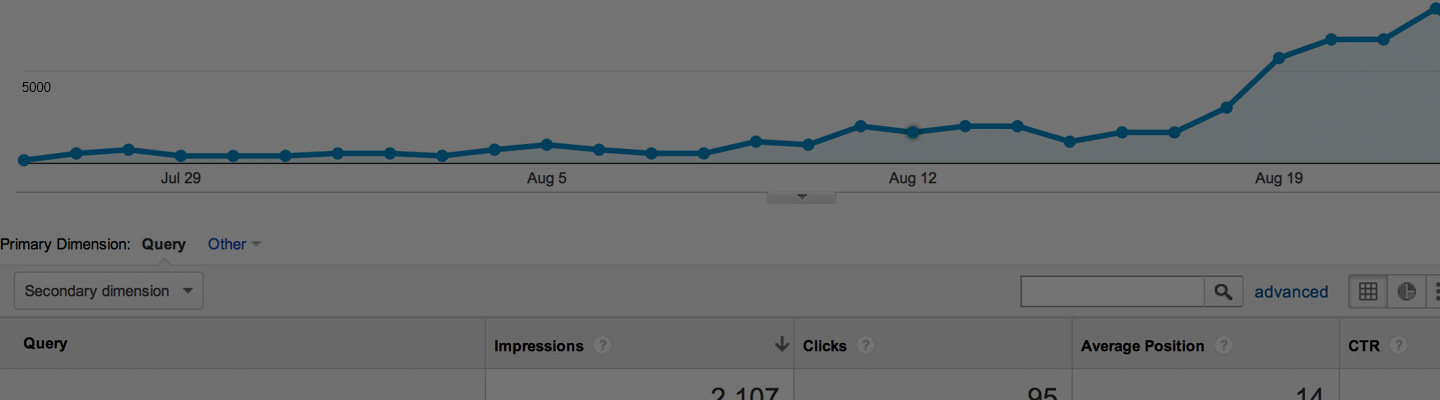 5000
Jul 29 Aug 5 Aug 12 Aug 19
Primary Dimension: Query Other
Secondary dimension
advanced
Query Impressions ? Clicks ? Average Position ? CTR ?
2,107 95 14